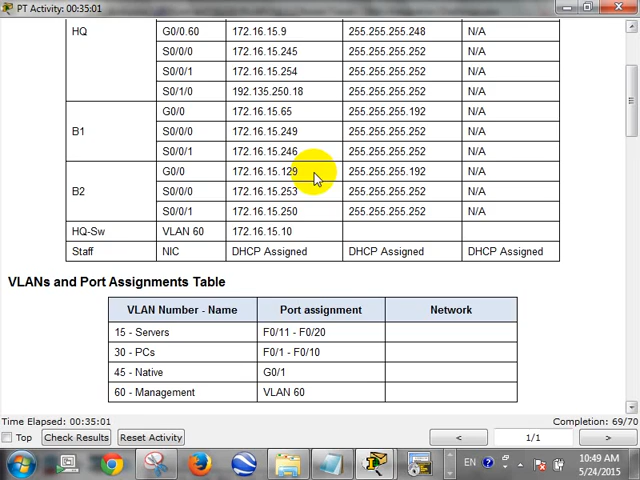 PT Activity: 00:35:01
HQ G0/0.60 172.16.15.9 255.255.255.248 N/A
S0/0/0 172.16.15.245 255.255.255.252 N/A
S0/0/1 172.16.15.254 255.255.255.252 N/A
S0/1/0 192.135.250.18 255.255.255.252 N/A
B1 G0/0 172.16.15.65 255.255.255.192 N/A
S0/0/0 172.16.15.249 255.255.255.252 N/A
S0/0/1 172.16.15.246 255.255.255.252 N/A
B2 G0/0 172.16.15.129 255.255.255.192 N/A
S0/0/0 172.16.15.253 255.255.255.252 N/A
S0/0/1 172.16.15.250 255.255.255.252 N/A
HQ-Sw VLAN 60 172.16.15.10
Staff NIC DHCP Assigned DHCP Assigned DHCP Assigned
VLANs and Port Assignments Table
VLAN Number - Name Port assignment Network
15 - Servers F0/11 - F0/20
30 - PCs F0/1 - F0/10
45 - Native G0/1
60 - Management VLAN 60
Time Elapsed: 00:35:01 Completion: 69/70
Top Check Results Reset Activity < 1/1 >
EN 10:49 AM
5/24/2015